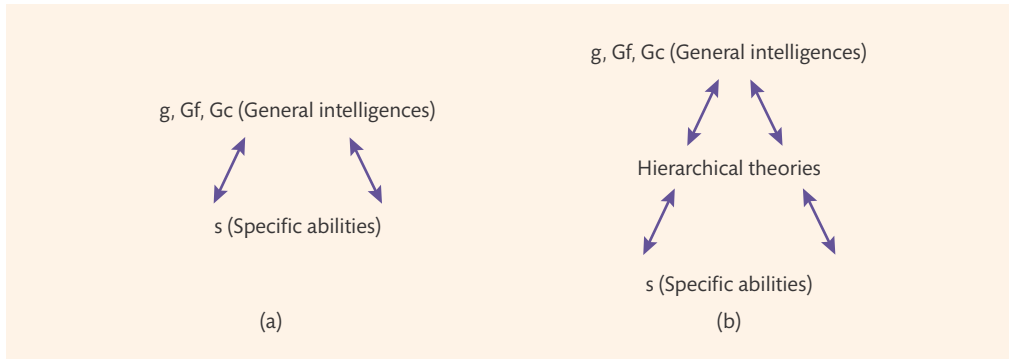 g, Gf, Gc (General intelligences)
s (Specific abilities)
(a)
g, Gf, Gc (General intelligences)
Hierarchical theories
s (Specific abilities)
(b)